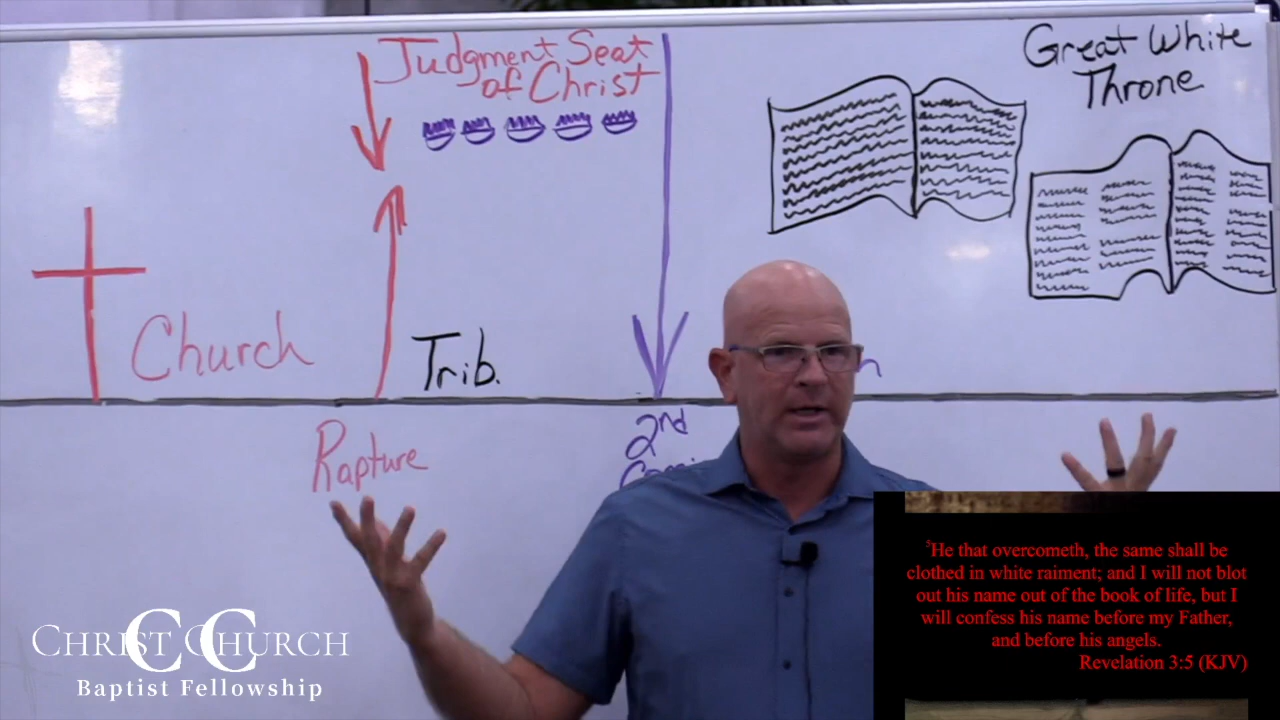 Judgment Seat
of Christ
Great White
Throne
Church
Trib.
Rapture
2nd
5He that overcometh, the same shall be
clothed in white raiment; and I will not blot
out his name out of the book of life, but I
will confess his name before my Father,
and before his angels.
Revelation 3:5 (KJV)
CC
CHRIST CHURCH
Baptist Fellowship